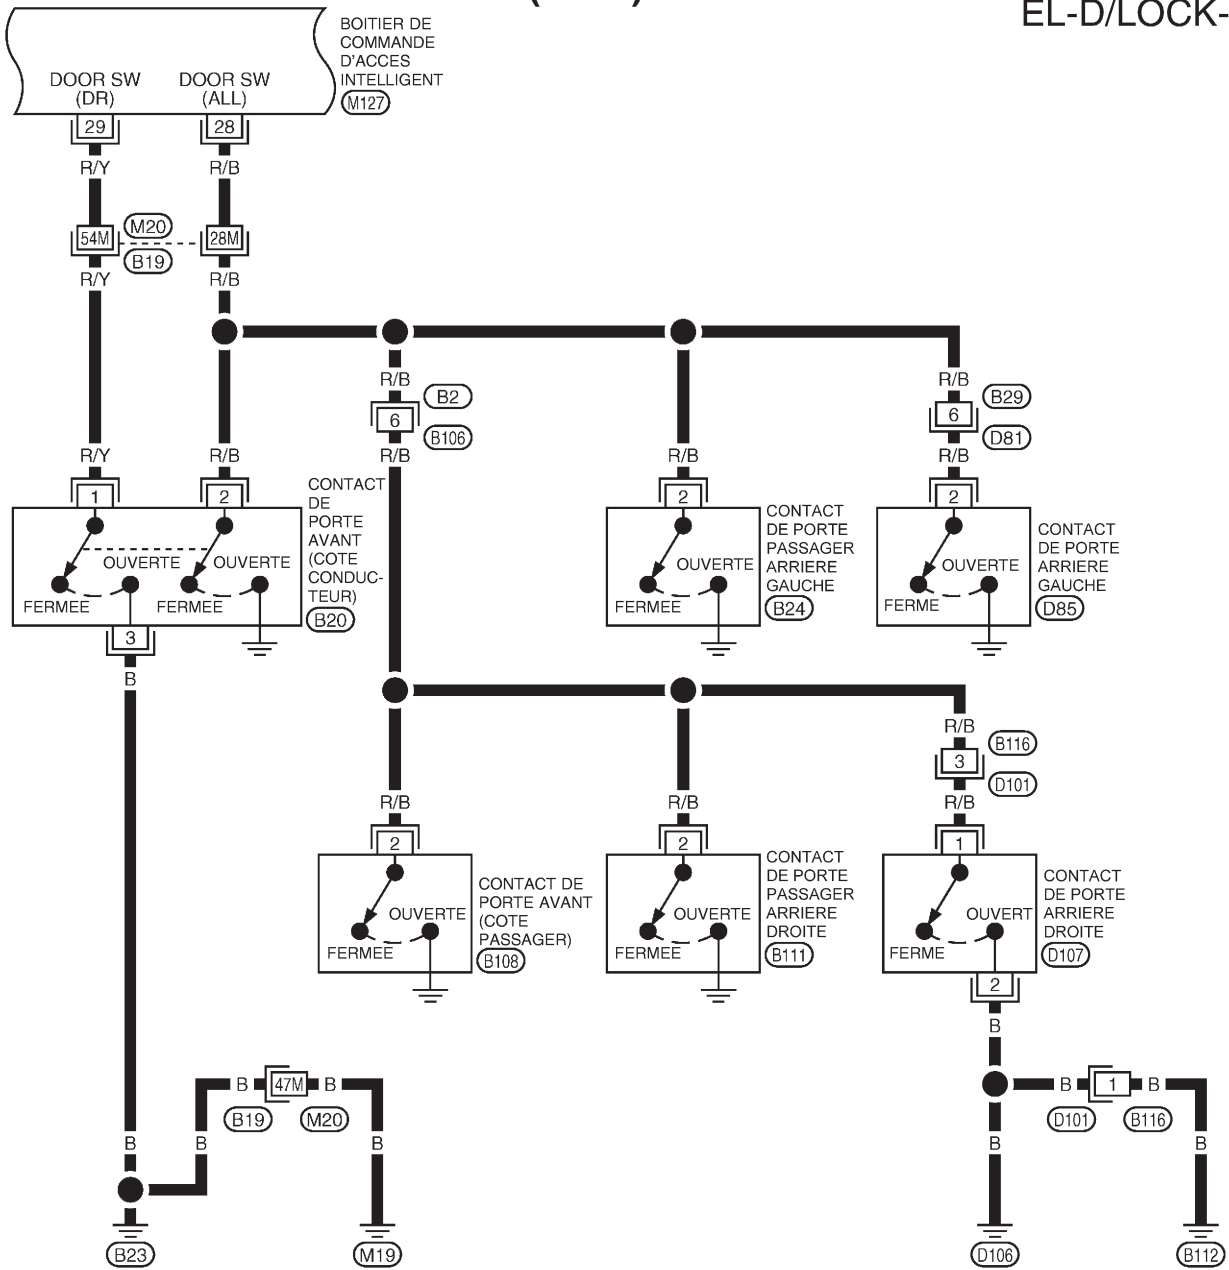 EL-D/LOCK-
BOITIER DE
COMMANDE
D'ACCES
INTELLIGENT
M127
DOOR SW
(DR)
DOOR SW
(ALL)
29
28
R/Y
R/B
54M
M20
B19
28M
R/Y
R/B
R/B
B2
6
B106
R/B
R/B
B29
6
D81
R/B
R/Y
R/B
R/B
1
2
CONTACT
DE
PORTE
AVANT
(COTE
CONDUC-
TEUR)
B20
OUVERTE
OUVERTE
FERMEE
FERMEE
3
B
2
CONTACT
DE PORTE
PASSAGER
ARRIERE
GAUCHE
B24
OUVERTE
FERMEE
2
CONTACT
DE PORTE
ARRIERE
GAUCHE
D85
OUVERTE
FERME
R/B
B116
3
D101
R/B
R/B
R/B
2
CONTACT DE
PORTE AVANT
(COTE
PASSAGER)
B108
OUVERTE
FERMEE
2
CONTACT
DE PORTE
PASSAGER
ARRIERE
DROITE
B111
OUVERTE
FERMEE
1
CONTACT
DE PORTE
ARRIERE
DROITE
D107
OUVERT
FERME
2
B
B
47M
B
B19
M20
B
1
B
D101
B116
B
B
B
B
B23
M19
D106
B112